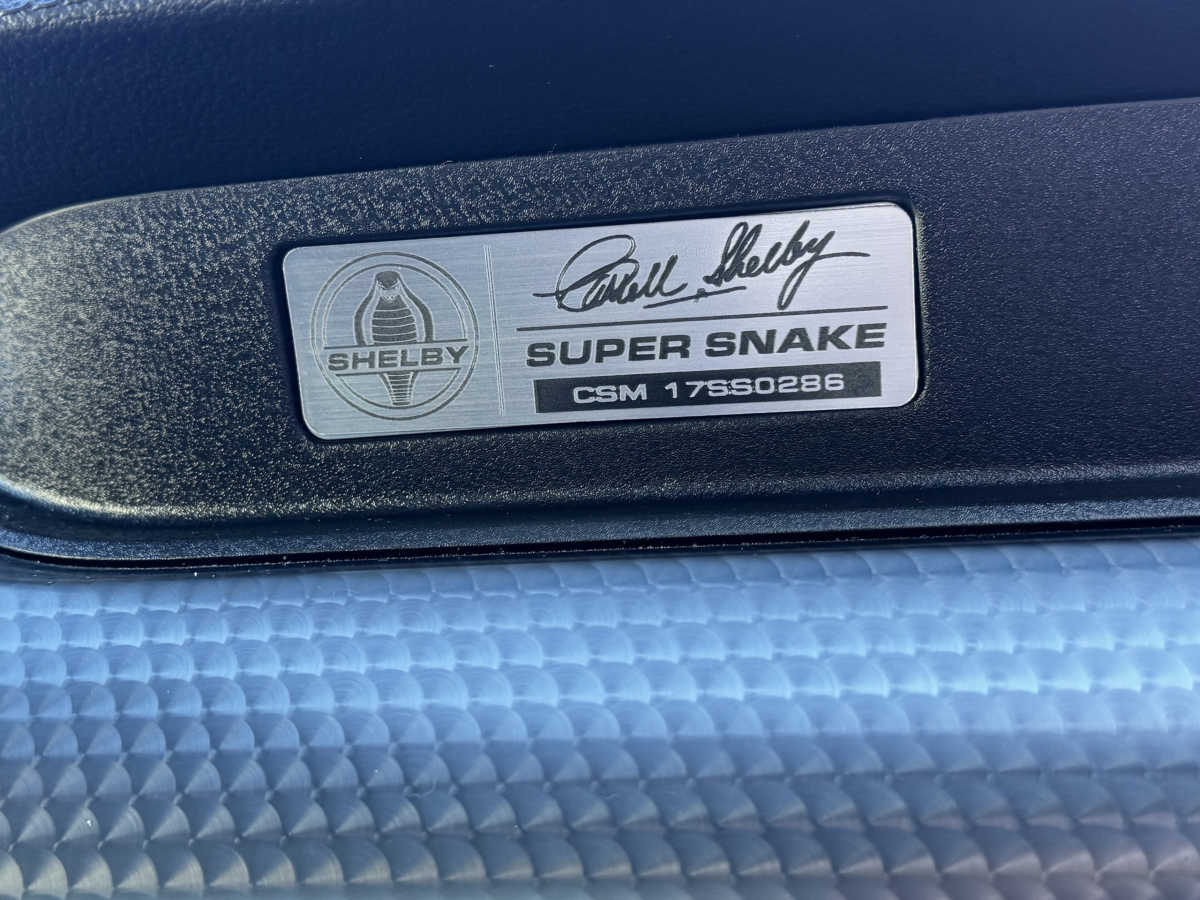 SHELBY
Carroll Shelby
SUPER SNAKE
CSM 17SS0286